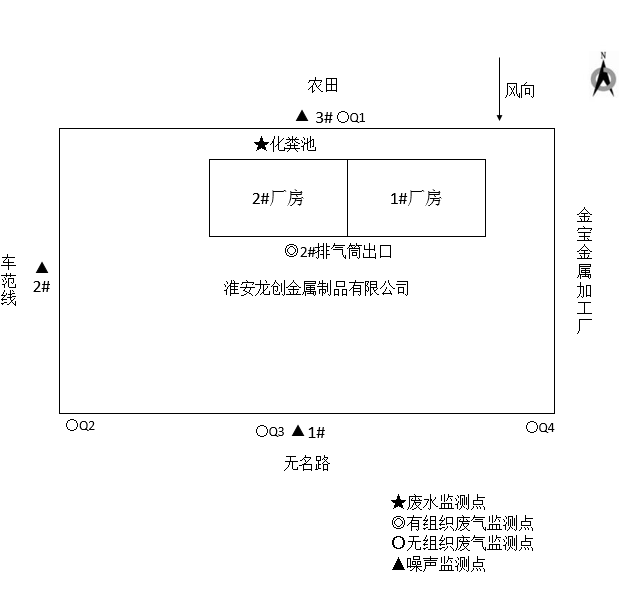 N
农田
风向
▲ 3# ○Q1
★化粪池
2#厂房
1#厂房
◎2#排气筒出口
淮安龙创金属制品有限公司
车范线
▲
2#
金宝金属加工厂
○Q2
○Q3 ▲ 1#
○Q4
无名路
★废水监测点
◎有组织废气监测点
○无组织废气监测点
▲噪声监测点